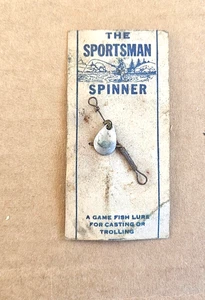 THE
SPORTSMAN
SPINNER
A GAME FISH LURE
FOR CASTING OR
TROLLING